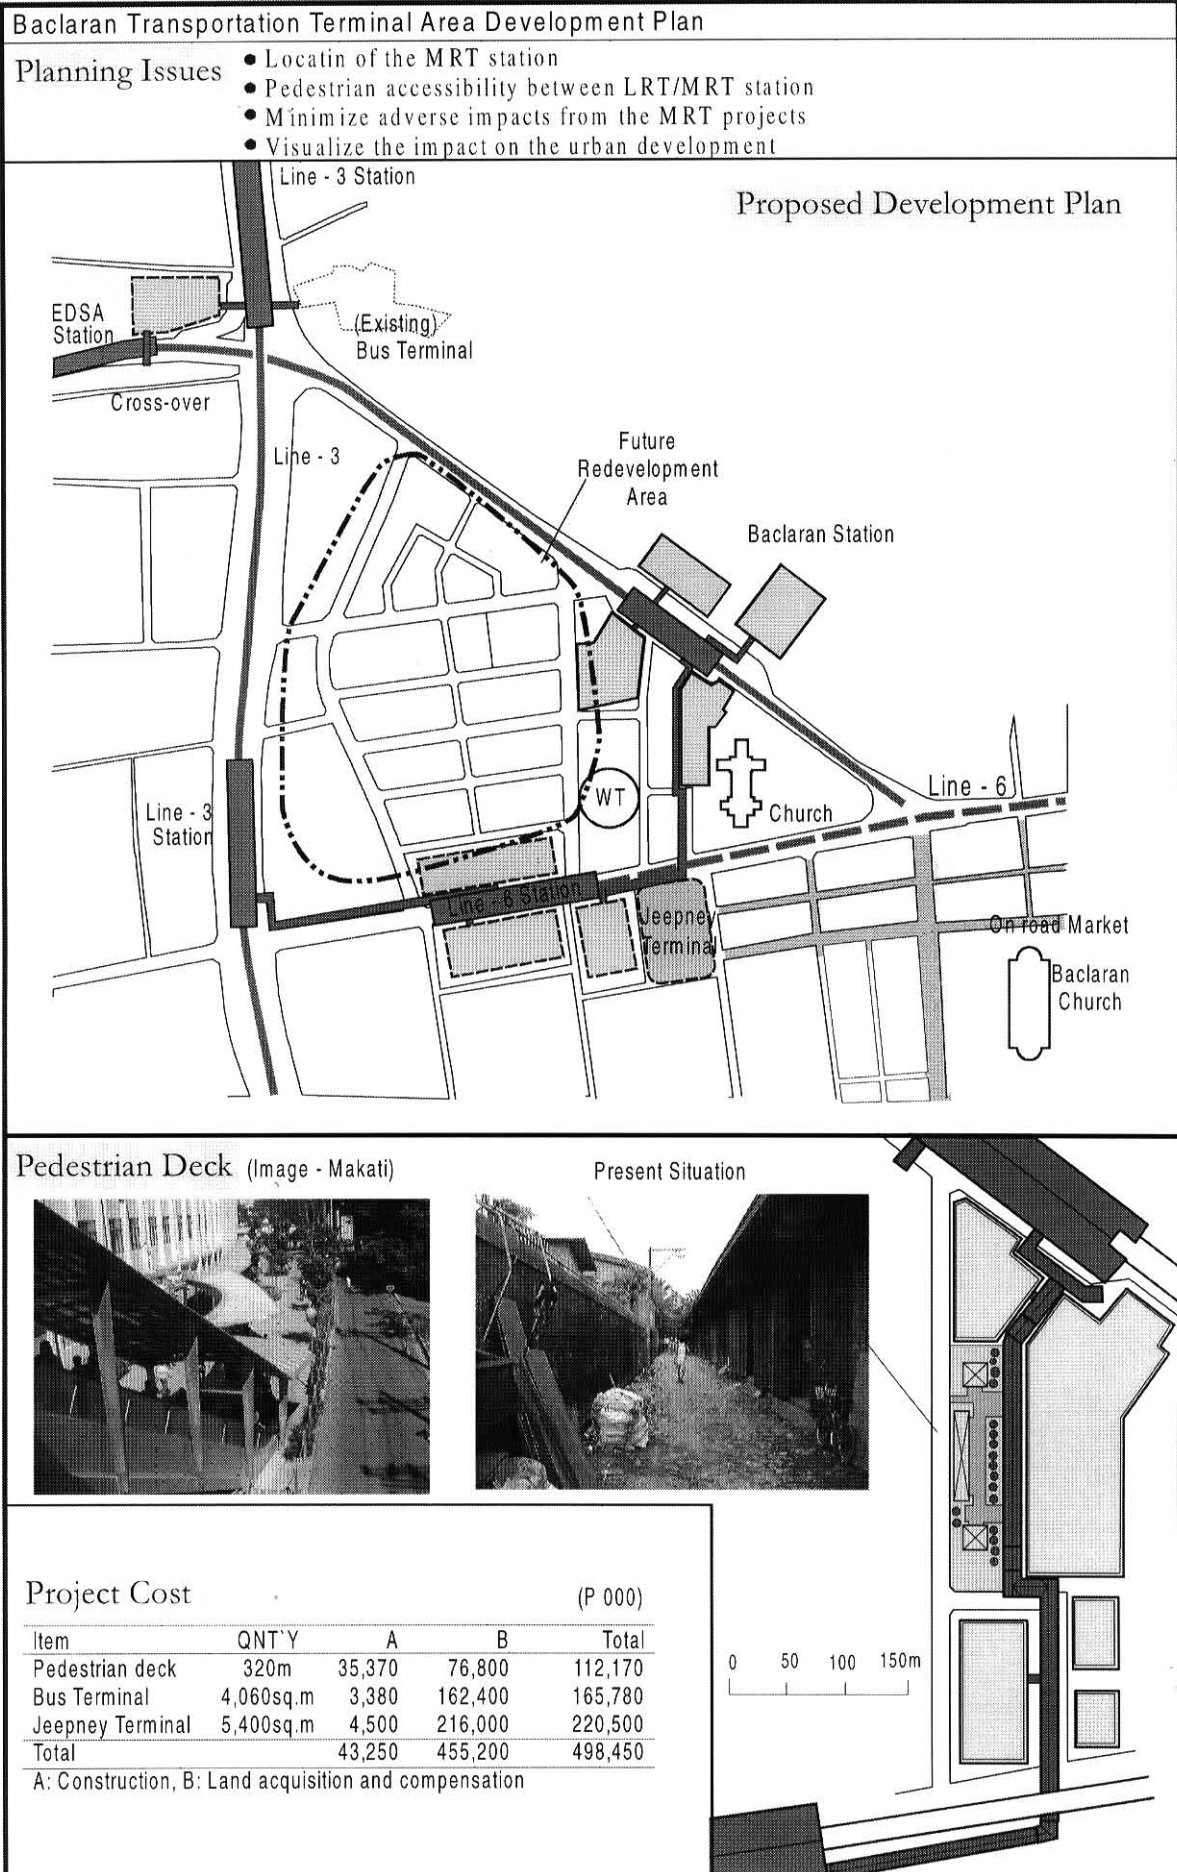 Baclaran Transportation Terminal Area Development Plan
Planning Issues
● Locatin of the MRT station
● Pedestrian accessibility between LRT/MRT station
● Minimize adverse impacts from the MRT projects
● Visualize the impact on the urban development
Line - 3 Station
Proposed Development Plan
EDSA
Station
(Existing)
Bus Terminal
Cross-over
Line - 3
Future
Redevelopment
Area
Baclaran Station
Line - 6
Line - 3
Station
WT
Church
Line - 6 Station
Jeepney
Terminal
On road Market
Baclaran
Church
Pedestrian Deck (Image - Makati)
Present Situation
Project Cost (P 000)
Item QNT`Y A B Total
Pedestrian deck 320m 35,370 76,800 112,170
Bus Terminal 4,060sq.m 3,380 162,400 165,780
Jeepney Terminal 5,400sq.m 4,500 216,000 220,500
Total 43,250 455,200 498,450
A: Construction, B: Land acquisition and compensation
0 50 100 150m